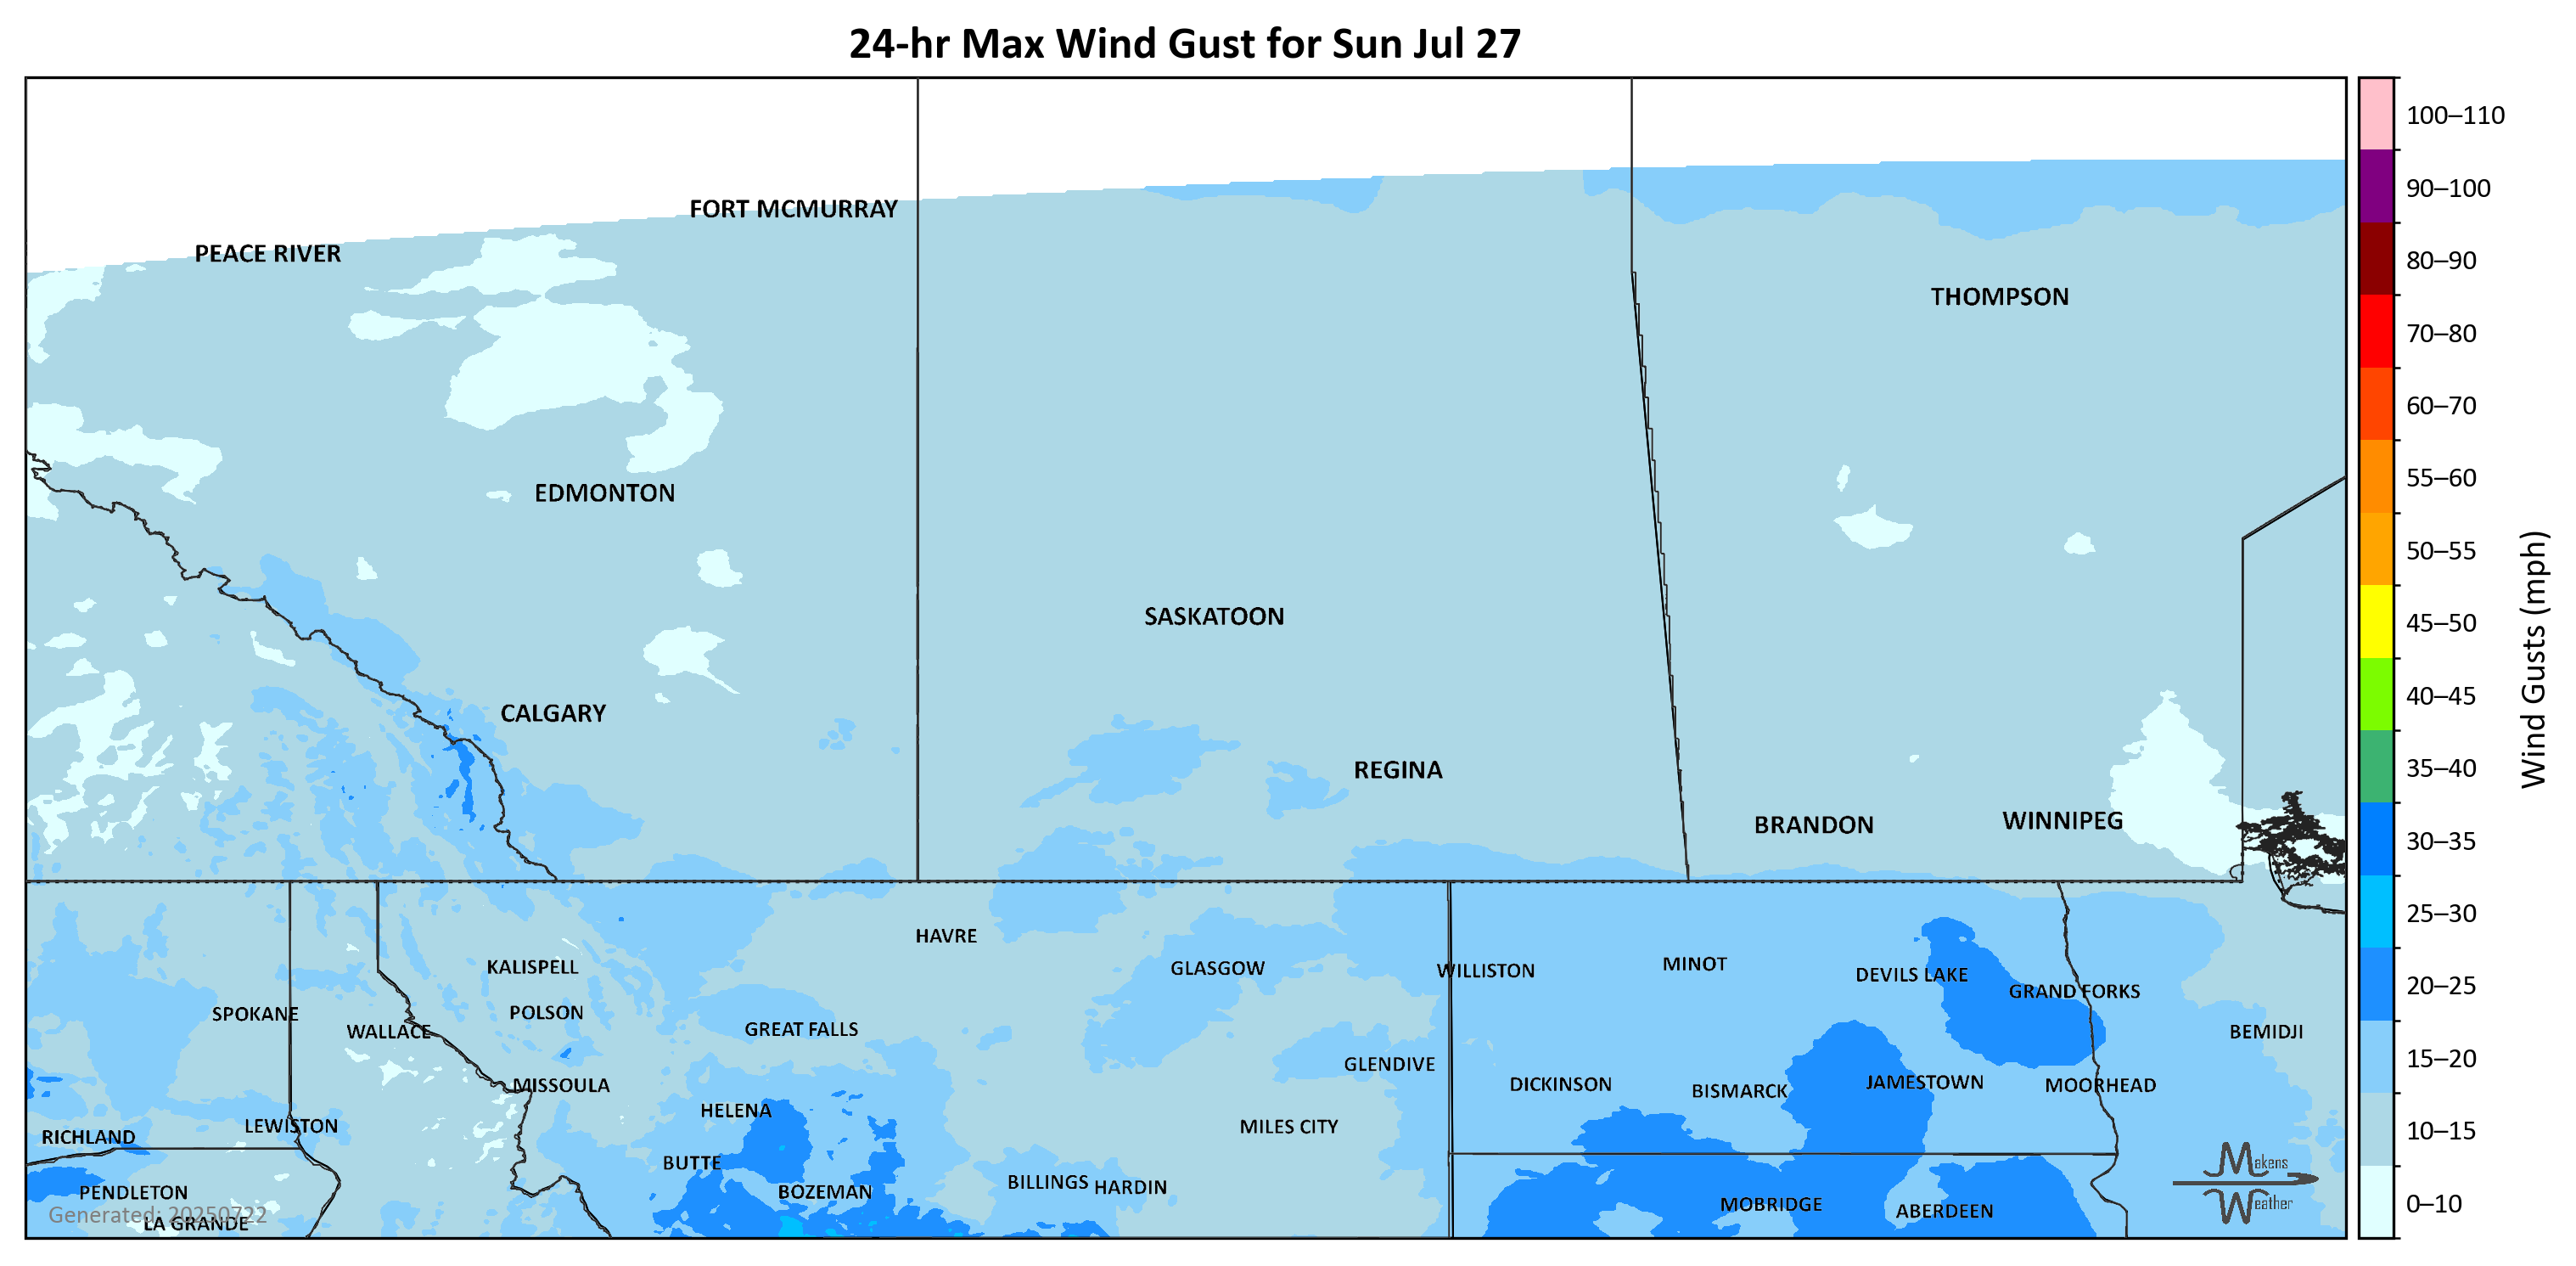 24-hr Max Wind Gust for Sun Jul 27
100–110
FORT MCMURRAY
90–100
PEACE RIVER
80–90
THOMPSON
70–80
60–70
55–60
EDMONTON
50–55
SASKATOON
45–50
Wind Gusts (mph)
40–45
CALGARY
35–40
REGINA
WINNIPEG
BRANDON
30–35
25–30
HAVRE
MINOT
KALISPELL
GLASGOW
WILLISTON
DEVILS LAKE
20–25
GRAND FORKS
POLSON
SPOKANE
GREAT FALLS
WALLACE
BEMIDJI
15–20
GLENDIVE
JAMESTOWN
DICKINSON
MISSOULA
MOORHEAD
BISMARCK
HELENA
LEWISTON
MILES CITY
10–15
RICHLAND
BUTTE
Makens
Weather
BILLINGS
HARDIN
PENDLETON
BOZEMAN
0–10
MOBRIDGE
ABERDEEN
Generated: 20250722
LA GRANDE